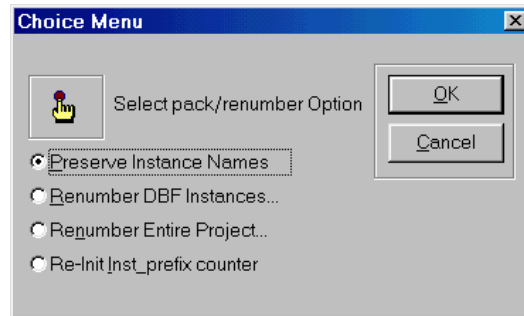 Choice Menu
Select pack/renumber Option
OK
Cancel
Preserve Instance Names
Renumber DBF Instances...
Renumber Entire Project...
Re-Init Inst_prefix counter